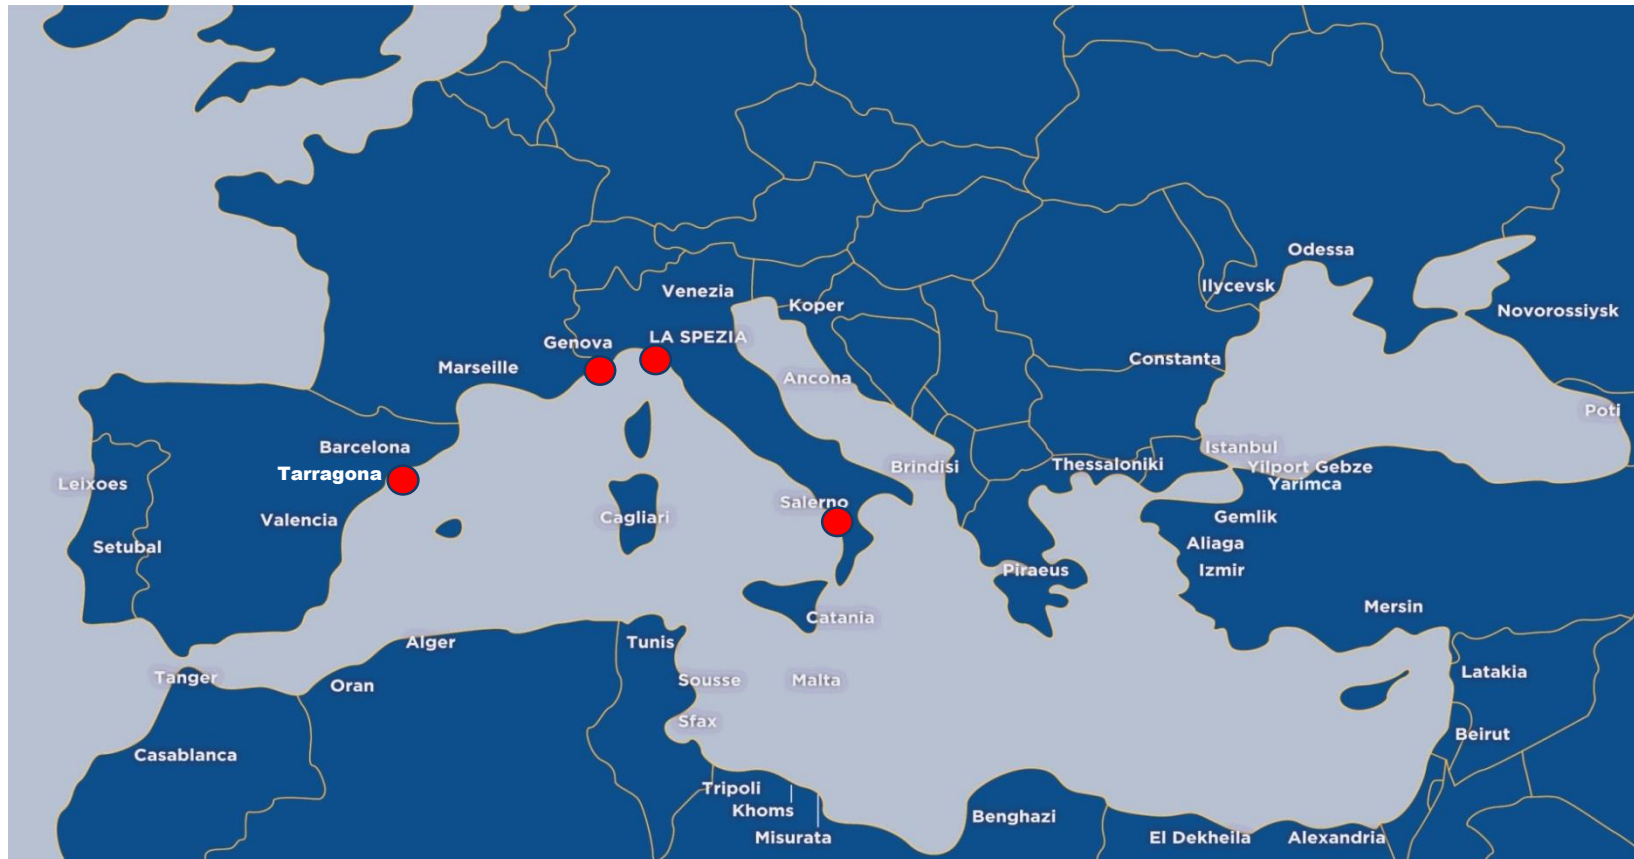 Odessa
Ilycevsk
Venezia
Koper
Novorossiysk
LA SPEZIA
Genova
Constanta
Marseille
Ancona
Poti
Barcelona
Istanbul
Thessaloniki
Brindisi
Yilport Gebze
Tarragona
Leixoes
Yarimca
Salerno
Cagliari
Gemlik
Valencia
Aliaga
Setubal
Piraeus
Izmir
Mersin
Catania
Alger
Tunis
Latakia
Tanger
Sousse
Malta
Oran
Sfax
Beirut
Casablanca
Tripoli
Khoms
Benghazi
Misurata
El Dekheila
Alexandria